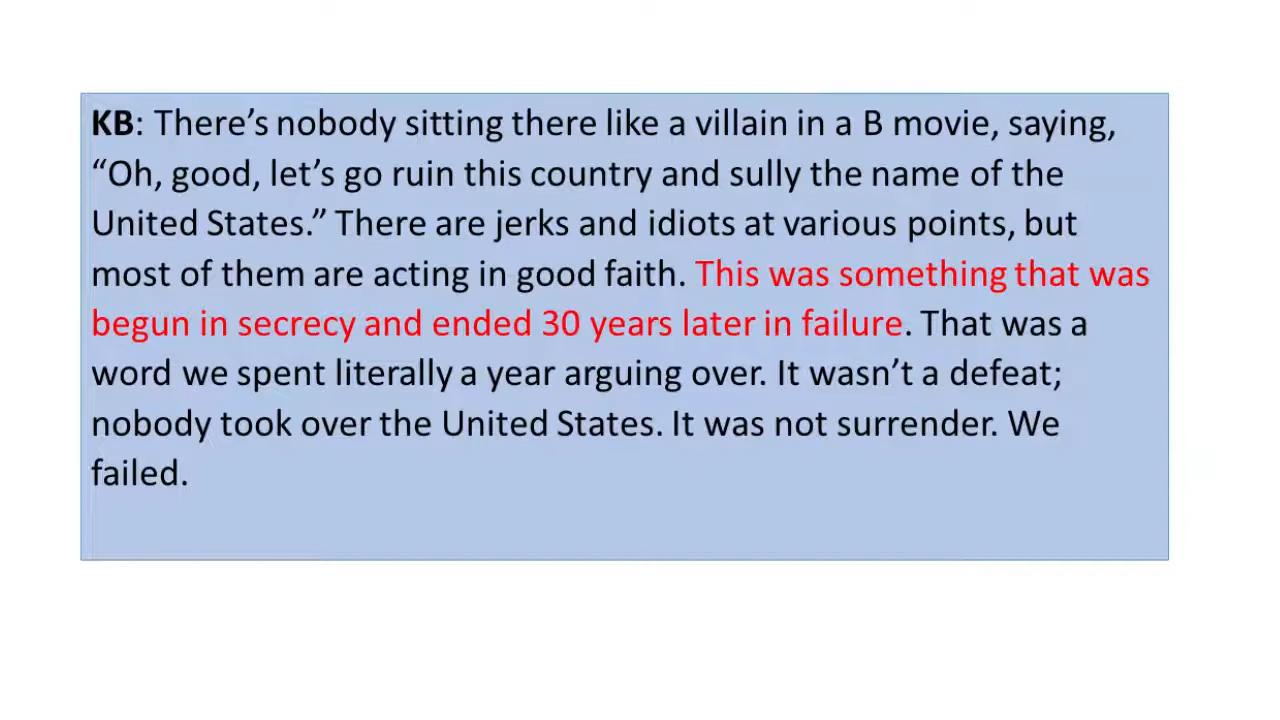 KB: There’s nobody sitting there like a villain in a B movie, saying,
“Oh, good, let’s go ruin this country and sully the name of the
United States.” There are jerks and idiots at various points, but
most of them are acting in good faith. This was something that was
begun in secrecy and ended 30 years later in failure. That was a
word we spent literally a year arguing over. It wasn’t a defeat;
nobody took over the United States. It was not surrender. We
failed.